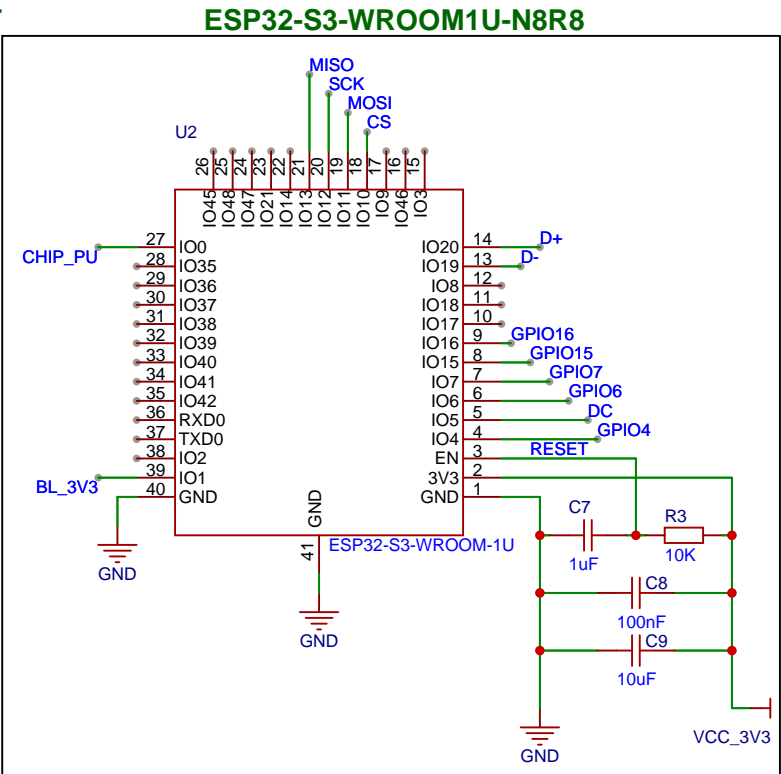 ESP32-S3-WROOM1U-N8R8
MISO
SCK
MOSI
CS
U2
26 25 24 23 22 21 20 19 18 17 16 15
IO45 IO48 IO47 IO21 IO14 IO13 IO12 IO11 IO10 IO9 IO46 IO3
CHIP_PU 27 IO0 IO20 14 D+
28 IO35 IO19 13 D-
29 IO36 IO8 12
30 IO37 IO18 11
31 IO38 IO17 10
32 IO39 IO16 9 GPIO16
33 IO40 IO15 8 GPIO15
34 IO41 IO7 7 GPIO7
35 IO42 IO6 6 GPIO6
36 RXD0 IO5 5 DC
37 TXD0 IO4 4 GPIO4
38 IO2 EN 3 RESET
BL_3V3 39 IO1 3V3 2
40 GND GND 1
GND
41
ESP32-S3-WROOM-1U
GND
GND
C7
1uF
R3
10K
C8
100nF
C9
10uF
GND
VCC_3V3